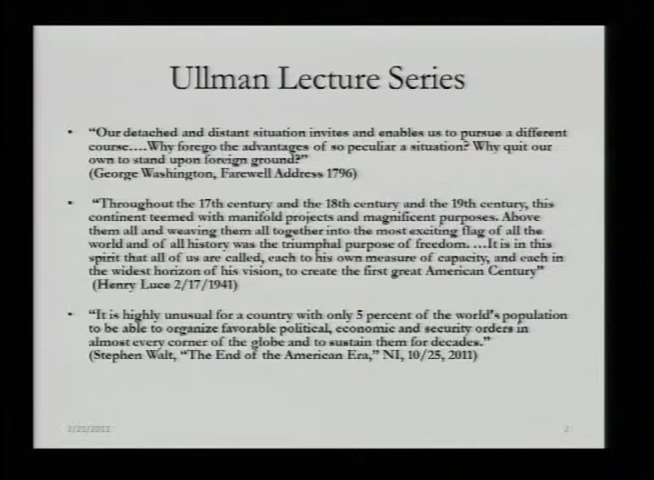 Ullman Lecture Series
• “Our detached and distant situation invites and enables us to pursue a different
course….Why forego the advantages of so peculiar a situation? Why quit our
own to stand upon foreign ground?”
(George Washington, Farewell Address 1796)
• “Throughout the 17th century and the 18th century and the 19th century, this
continent teemed with manifold projects and magnificent purposes. Above
them all and weaving them all together into the most exciting flag of all the
world and of all history was the triumphal purpose of freedom. …It is in this
spirit that all of us are called, each to his own measure of capacity, and each in
the widest horizon of his vision, to create the first great American Century”
(Henry Luce 2/17/1941)
• “It is highly unusual for a country with only 5 percent of the world’s population
to be able to organize favorable political, economic and security orders in
almost every corner of the globe and to sustain them for decades.”
(Stephen Walt, “The End of the American Era,” NI, 10/25, 2011)
2